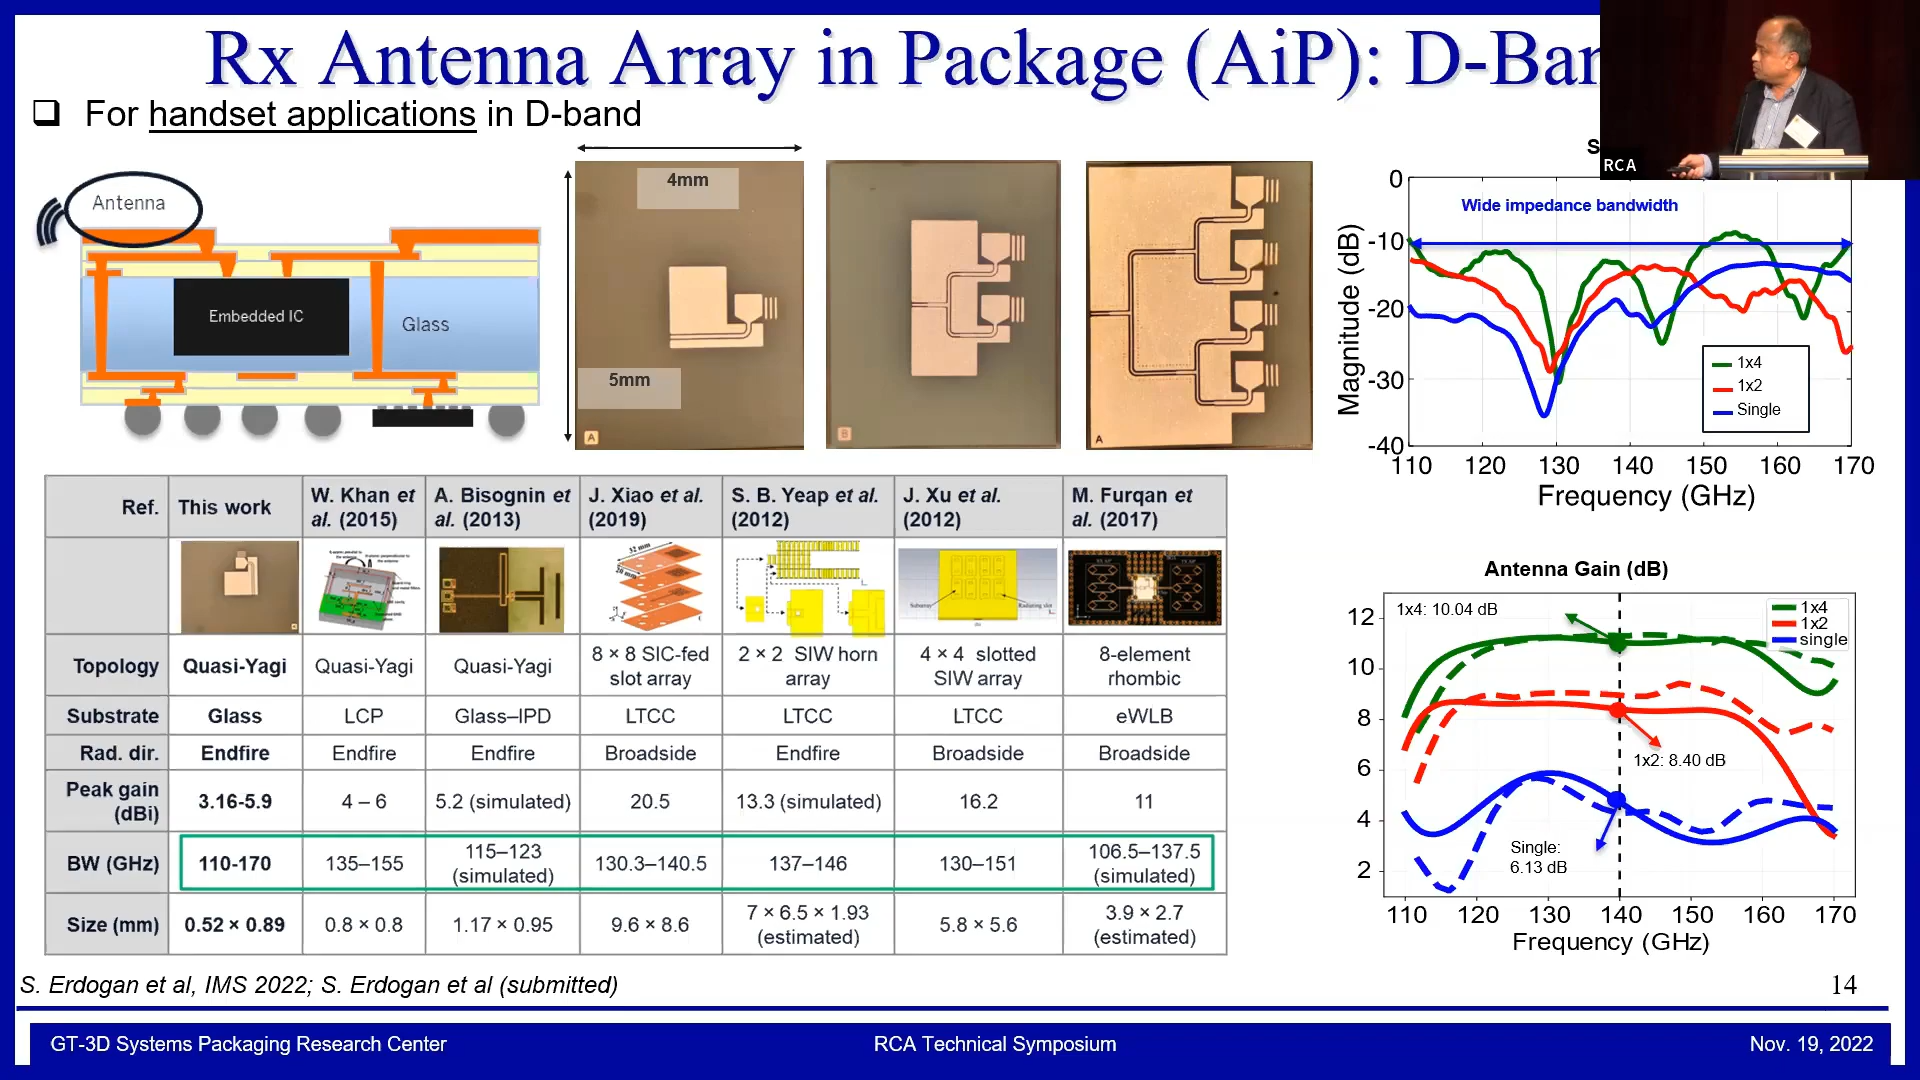 Rx Antenna Array in Package (AiP): D-Ban
For handset applications in D-band
RCA
Antenna
Embedded IC
Glass
4mm
5mm
A
B
A
S
Wide impedance bandwidth
Magnitude (dB)
0
-10
-20
-30
-40
1x4
1x2
Single
110 120 130 140 150 160 170
Frequency (GHz)
Ref. This work W. Khan et al. (2015) A. Bisognin et al. (2013) J. Xiao et al. (2019) S. B. Yeap et al. (2012) J. Xu et al. (2012) M. Furqan et al. (2017)
32 mm
20 mm
Subarray
Radiating slot
Topology Quasi-Yagi Quasi-Yagi Quasi-Yagi 8 × 8 SIC-fed slot array 2 × 2 SIW horn array 4 × 4 slotted SIW array 8-element rhombic
Substrate Glass LCP Glass–IPD LTCC LTCC LTCC eWLB
Rad. dir. Endfire Endfire Endfire Broadside Endfire Broadside Broadside
Peak gain (dBi) 3.16-5.9 4 – 6 5.2 (simulated) 20.5 13.3 (simulated) 16.2 11
BW (GHz) 110-170 135–155 115–123 (simulated) 130.3–140.5 137–146 130–151 106.5–137.5 (simulated)
Size (mm) 0.52 × 0.89 0.8 × 0.8 1.17 × 0.95 9.6 × 8.6 7 × 6.5 × 1.93 (estimated) 5.8 × 5.6 3.9 × 2.7 (estimated)
Antenna Gain (dB)
1x4: 10.04 dB
1x4
1x2
single
12
10
8
6
4
2
1x2: 8.40 dB
Single:
6.13 dB
110 120 130 140 150 160 170
Frequency (GHz)
S. Erdogan et al, IMS 2022; S. Erdogan et al (submitted)
14
GT-3D Systems Packaging Research Center
RCA Technical Symposium
Nov. 19, 2022